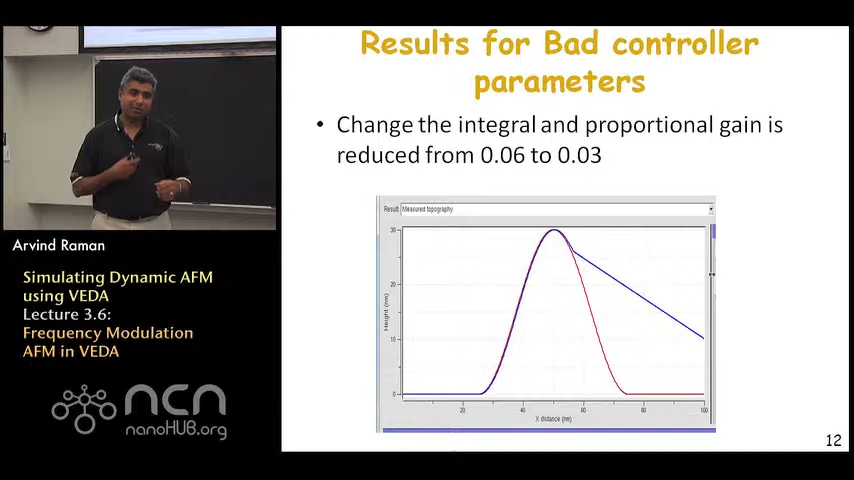 Results for Bad controller
parameters
• Change the integral and proportional gain is
reduced from 0.06 to 0.03
Result: Measured topography
30
20
10
0
Height (nm)
20
40
60
80
100
X distance (nm)
12
Arvind Raman
Simulating Dynamic AFM
using VEDA
Lecture 3.6:
Frequency Modulation
AFM in VEDA
ncn
nanoHUB.org